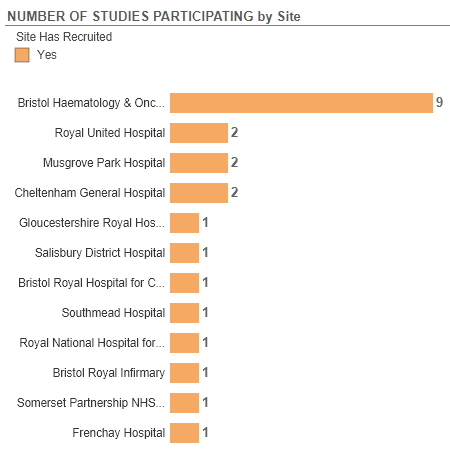 NUMBER OF STUDIES PARTICIPATING by Site
Site Has Recruited
Yes
Bristol Haematology & Onc... 9
Royal United Hospital 2
Musgrove Park Hospital 2
Cheltenham General Hospital 2
Gloucestershire Royal Hos... 1
Salisbury District Hospital 1
Bristol Royal Hospital for C... 1
Southmead Hospital 1
Royal National Hospital for... 1
Bristol Royal Infirmary 1
Somerset Partnership NHS... 1
Frenchay Hospital 1